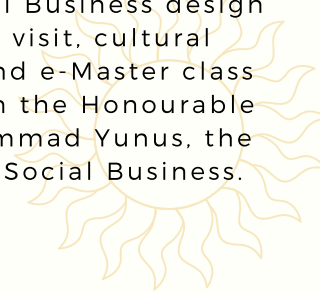 Business design
visit, cultural
e-Master class
the Honourable
Yunus, the
Social Business.